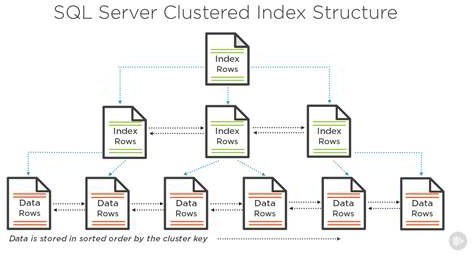 SQL Server Clustered Index Structure
Index
Rows
Index
Rows
Index
Rows
Index
Rows
Data
Rows
Data
Rows
Data
Rows
Data
Rows
Data
Rows
Data
Rows
Data is stored in sorted order by the cluster key